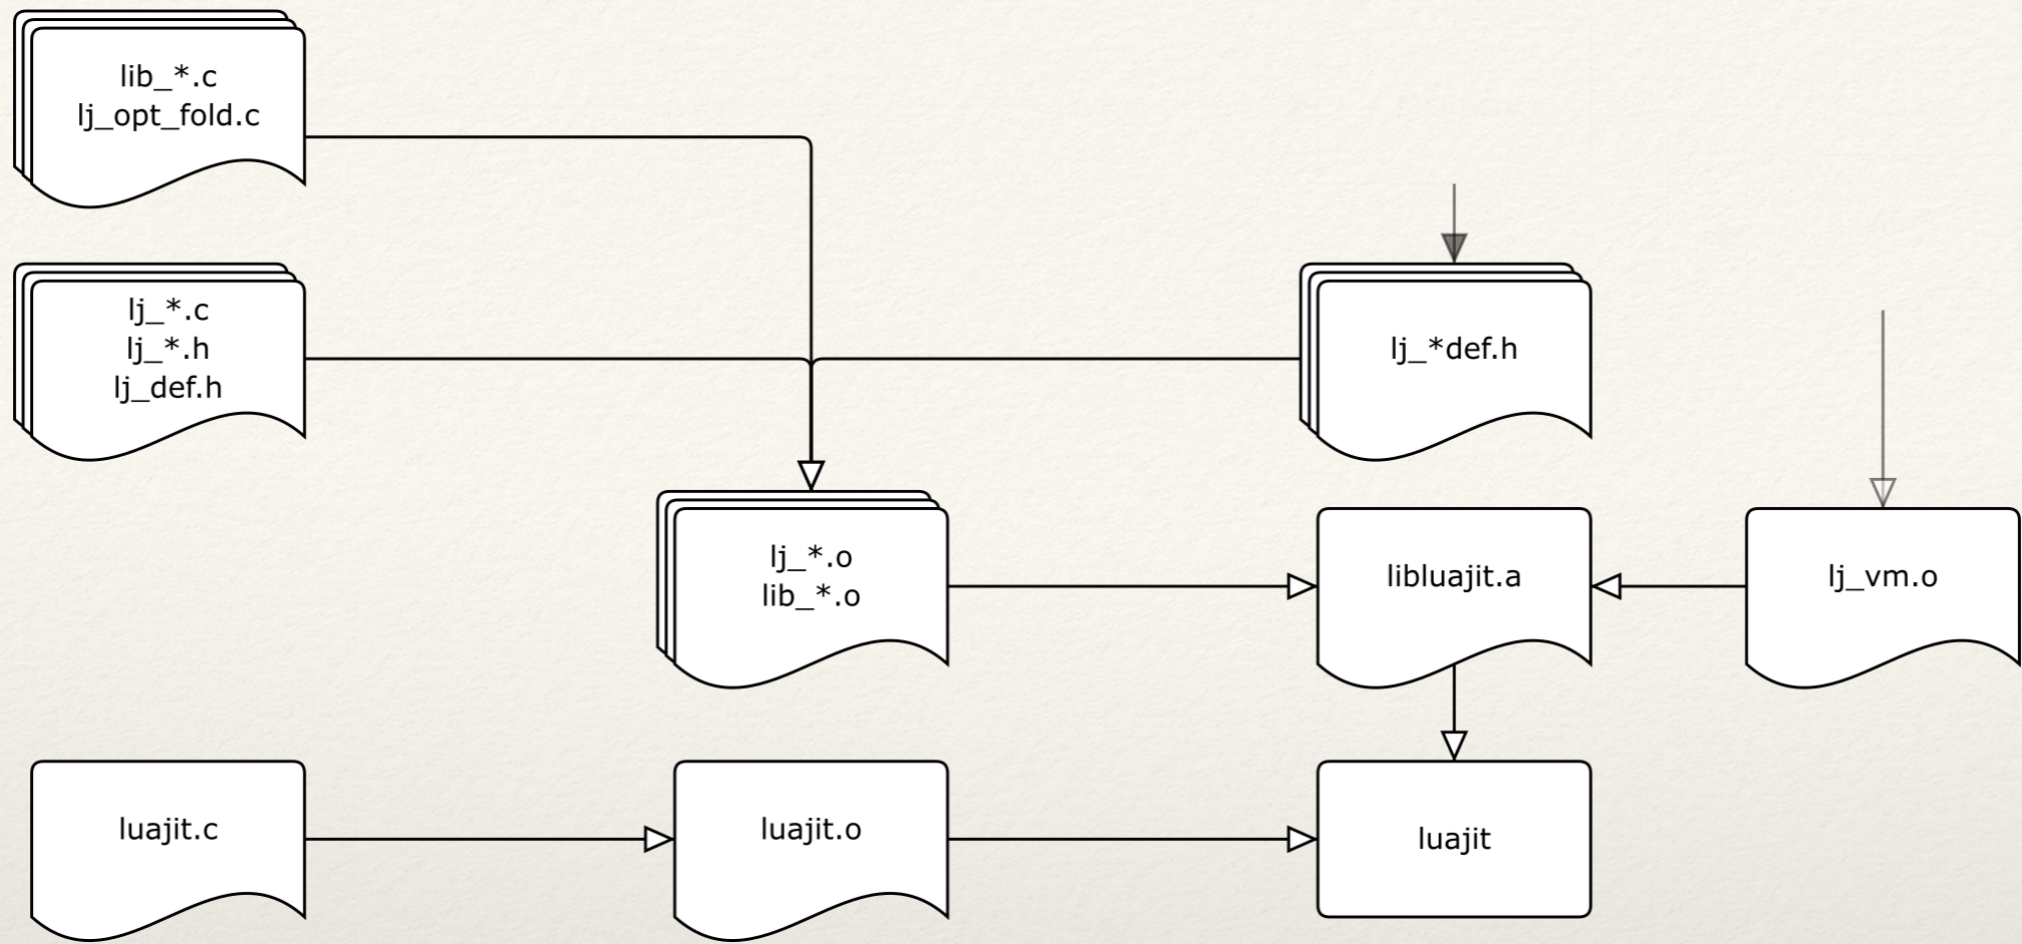 lib_*.c
lj_opt_fold.c
lj_*.c
lj_*.h
lj_def.h
lj_*def.h
lj_*.o
lib_*.o
libluajit.a
lj_vm.o
luajit.c
luajit.o
luajit